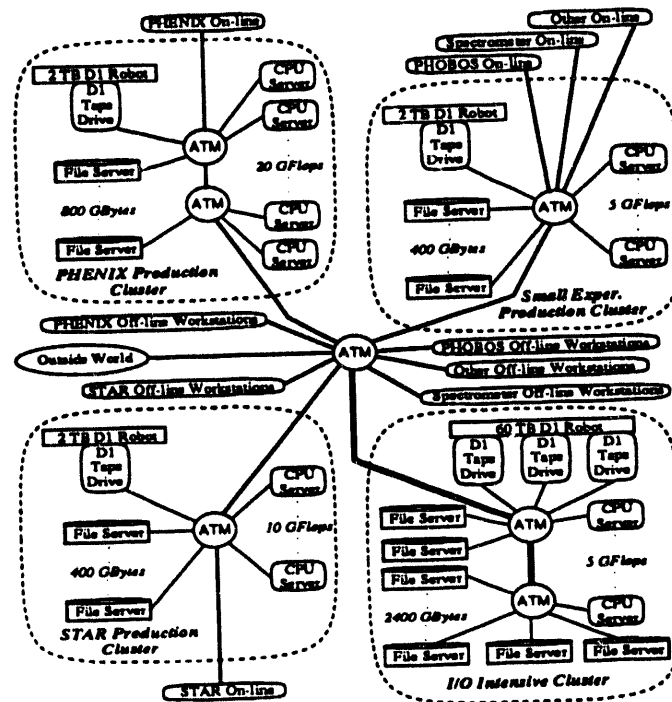 PHENIX On-line
2 TB D1 Robot
D1
Tape
Drive
CPU
Server
CPU
Server
ATM
File Server
20 GFlops
800 GBytes
ATM
CPU
Server
CPU
Server
File Server
PHENIX Production
Cluster
Other On-line
Spectrometer On-line
PHOBOS On-line
2 TB D1 Robot
D1
Tape
Drive
CPU
Server
ATM
File Server
5 GFlops
400 GBytes
CPU
Server
File Server
Small Exper.
Production Cluster
PHENIX Off-line Workstations
Outside World
STAR Off-line Workstations
ATM
PHOBOS Off-line Workstations
Other Off-line Workstations
Spectrometer Off-line Workstations
2 TB D1 Robot
D1
Tape
Drive
CPU
Server
File Server
ATM
10 GFlops
400 GBytes
CPU
Server
File Server
STAR Production
Cluster
STAR On-line
60 TB D1 Robot
D1
Tape
Drive
D1
Tape
Drive
D1
Tape
Drive
File Server
ATM
CPU
Server
File Server
5 GFlops
File Server
ATM
2400 GBytes
CPU
Server
File Server
File Server
File Server
I/O Intensive Cluster